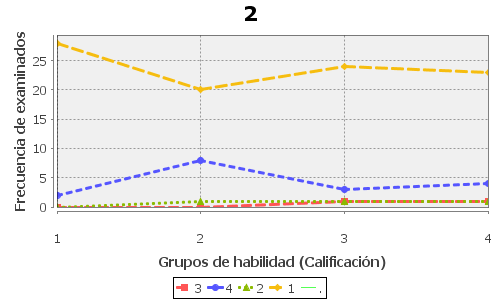 2
Frecuencia de examinados
25
20
15
10
5
0
1 2 3 4
Grupos de habilidad (Calificación)
3 4 2 1 .